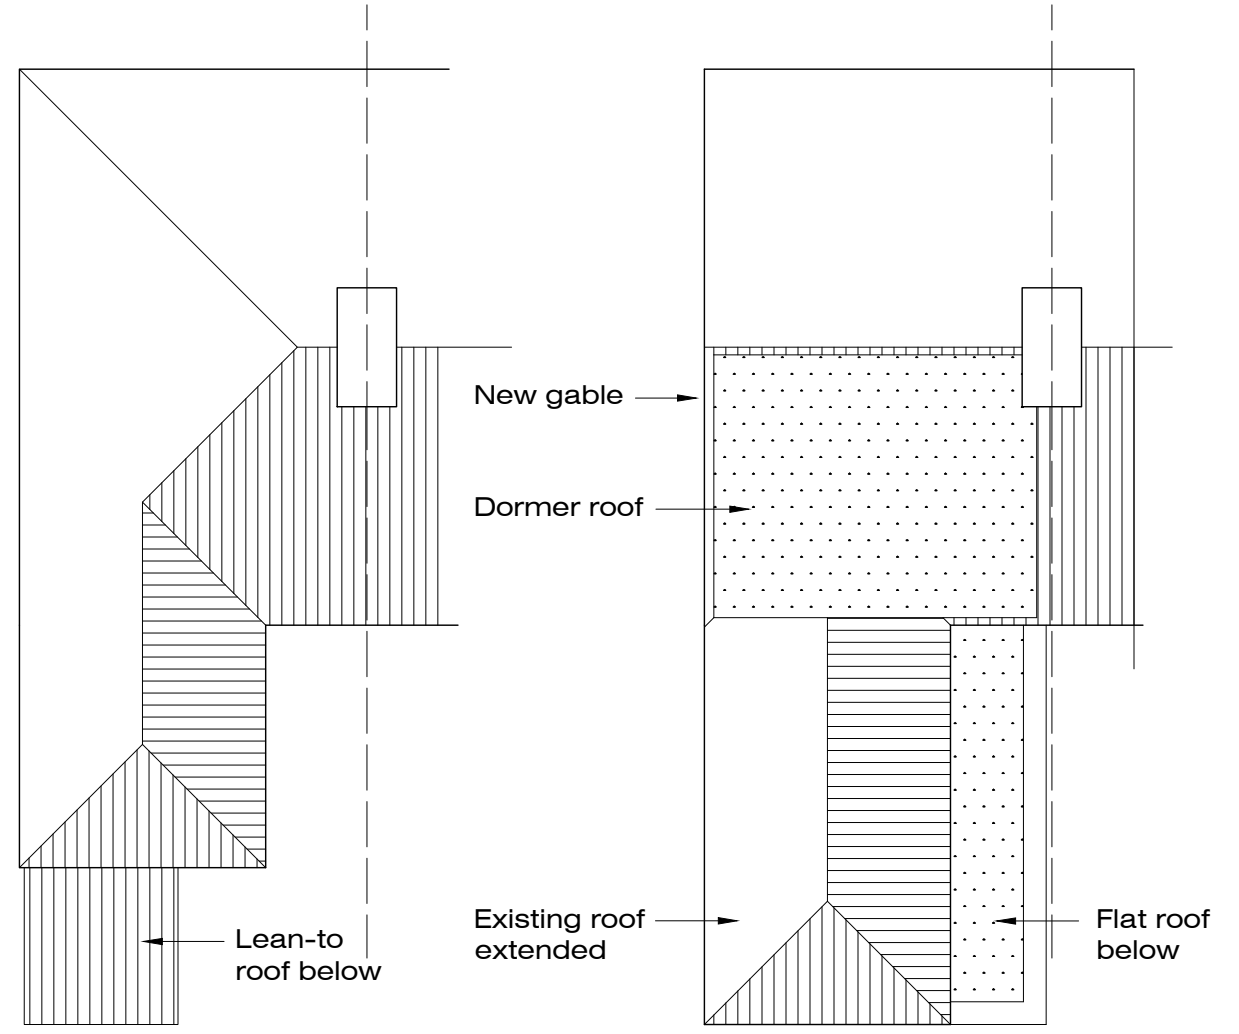 New gable
Dormer roof
Existing roof
extended
Lean-to
roof below
Flat roof
below